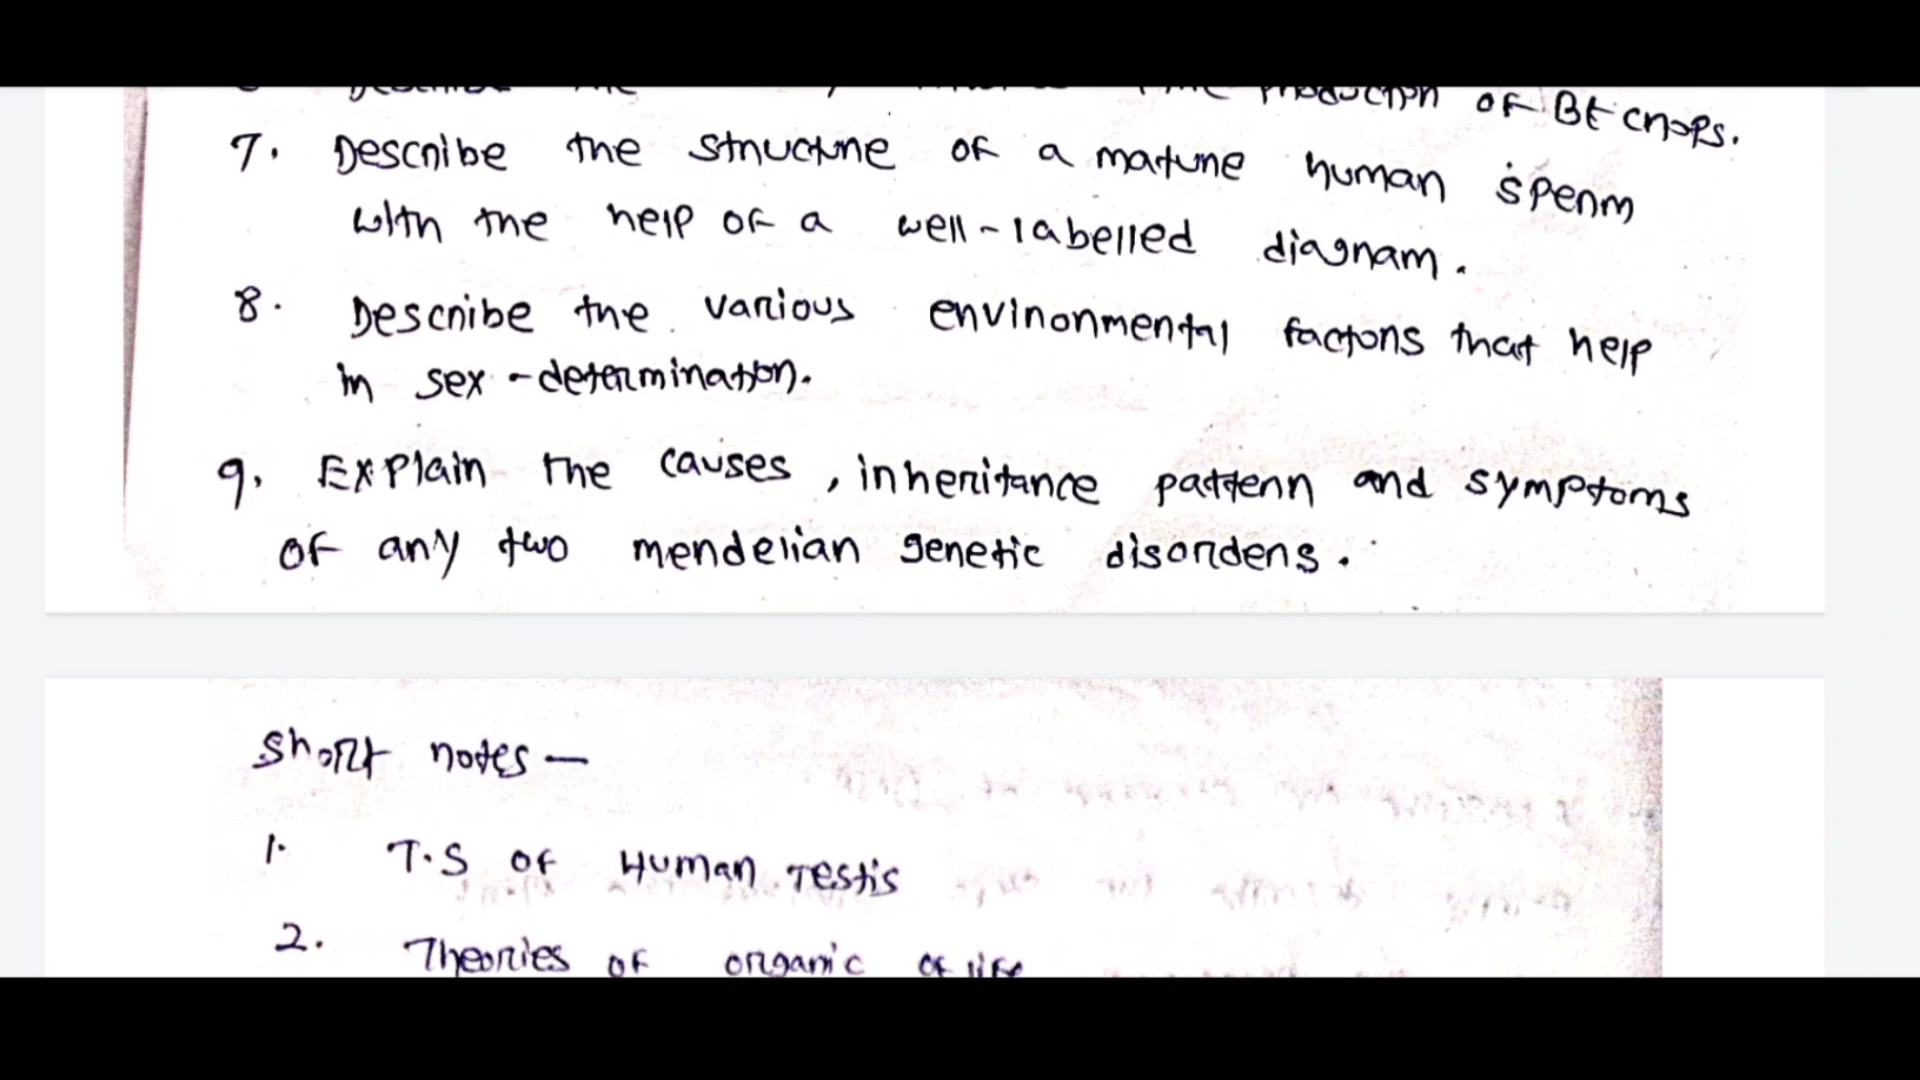 of Bt crops.
7. Describe the structure of a mature human sperm
with the help of a well-labelled diagram.
8. Describe the various environmental factors that help
in sex-determination.
9. Explain the causes, inheritance pattern and symptoms
of any two mendelian genetic disorders.
Short notes —
1. T.S of Human Testis
2. Theories of organic of life